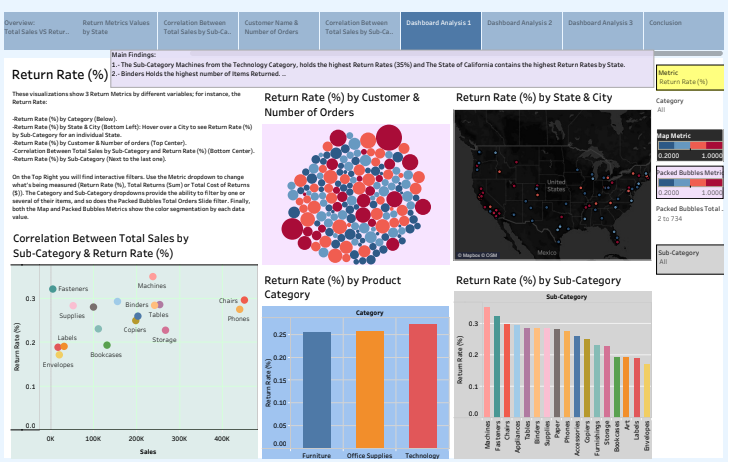 Overview:
Total Sales VS Retur..
Return Metrics Values
by State
Correlation Between
Total Sales by Sub-Ca..
Customer Name &
Number of Orders
Correlation Between
Total Sales by Sub-Ca..
Dashboard Analysis 1
Dashboard Analysis 2
Dashboard Analysis 3
Conclusion
Main Findings:
1.- The Sub-Category Machines from the Technology Category, holds the highest Return Rates (35%) and The State of California contains the highest Return Rates by State.
2.- Binders Holds the highest number of Items Returned. ..
Return Rate (%)
These visualizations show 3 Return Metrics by different variables; for instance, the
Return Rate:
-Return Rate (%) by Category (Below).
-Return Rate (%) by State & City (Bottom Left): Hover over a City to see Return Rate (%)
by Sub-Category for an individual State.
-Return Rate (%) by Customer & Number of orders (Top Center).
-Correlation Between Total Sales by Sub-Category and Return Rate (%) (Bottom Center).
-Return Rate (%) by Sub-Category (Next to the last one).
On the Top Right you will find interactive filters. Use the Metric dropdown to change
what's being measured (Return Rate (%), Total Returns (Sum) or Total Cost of Returns
($)). The Category and Sub-Category dropdowns provide the ability to filter by one or
several of their items, and so does the Packed Bubbles Total Orders Slide filter. Finally,
both the Map and Packed Bubbles Metrics show the color segmentation by each data
value.
Correlation Between Total Sales by
Sub-Category & Return Rate (%)
Return Rate (%)
0.3
0.2
0.1
0.0
Fasteners
Machines
Supplies
Binders
Tables
Chairs
Phones
Copiers
Storage
Labels
Envelopes
Bookcases
0K
100K
200K
300K
400K
Sales
Return Rate (%) by Customer &
Number of Orders
Return Rate (%) by State & City
United
States
Mexico
© Mapbox © OSM
Return Rate (%) by Product
Category
Category
Return Rate (%)
0.25
0.20
0.15
0.10
0.05
0.00
Furniture
Office Supplies
Technology
Return Rate (%) by Sub-Category
Sub-Category
Return Rate (%)
0.3
0.2
0.1
0.0
Machines
Fasteners
Chairs
Appliances
Tables
Binders
Supplies
Paper
Phones
Accessories
Copiers
Furnishings
Storage
Bookcases
Art
Labels
Envelopes
Metric
Return Rate (%)
Category
All
Map Metric
0.2000
1.0000
Packed Bubbles Metric
0.2000
1.0000
Packed Bubbles Total ..
2 to 734
Sub-Category
All